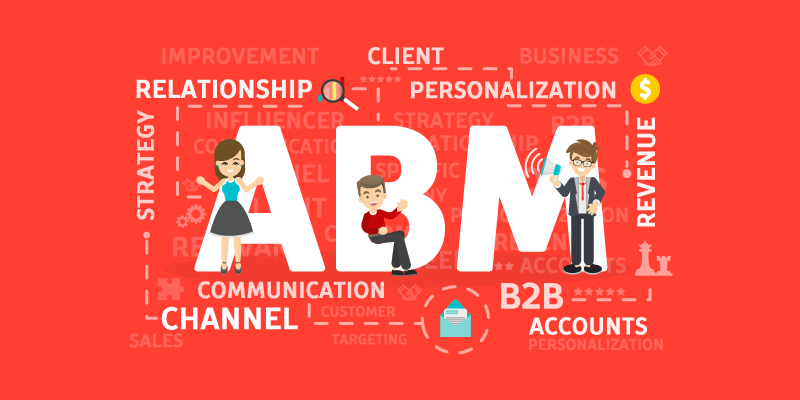 IMPROVEMENT
CLIENT
BUSINESS
RELATIONSHIP
PERSONALIZATION
$
STRATEGY
INFLUENCER
STRATEGY
B2B
REVENUE
ABM
COMMUNICATION
B2B
CHANNEL
CUSTOMER
ACCOUNTS
ACCOUNTS
SALES
TARGETING
PERSONALIZATION